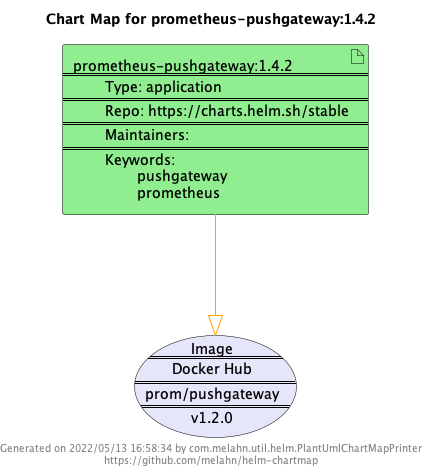 Chart Map for prometheus-pushgateway:1.4.2
prometheus-pushgateway:1.4.2
Type: application
Repo: https://charts.helm.sh/stable
Maintainers:
Keywords:
pushgateway
prometheus
Image
Docker Hub
prom/pushgateway
v1.2.0
Generated on 2022/05/13 16:58:34 by com.melahn.util.helm.PlantUmlChartMapPrinter
https://github.com/melahn/helm-chartmap